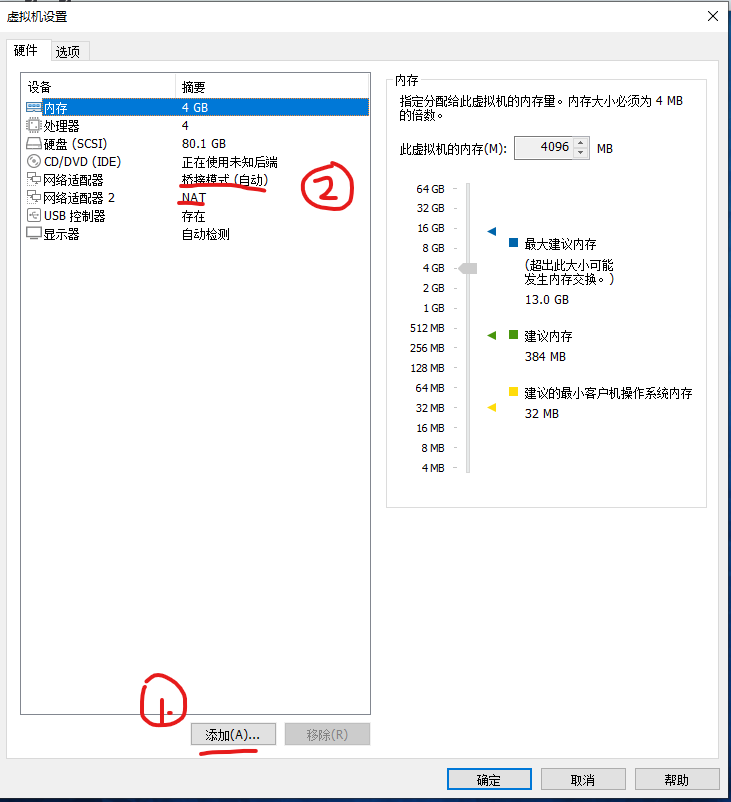 虚拟机设置
硬件 选项
设备 摘要
内存 4 GB
处理器 4
硬盘 (SCSI) 80.1 GB
CD/DVD (IDE) 正在使用未知后端
网络适配器 桥接模式 (自动)
网络适配器 2 NAT
USB 控制器 存在
显示器 自动检测
②
1.
添加(A)... 移除(R)
内存
指定分配给此虚拟机的内存量。内存大小必须为 4 MB
的倍数。
此虚拟机的内存(M): 4096 MB
64 GB
32 GB
16 GB
8 GB
4 GB
2 GB
1 GB
512 MB
256 MB
128 MB
64 MB
32 MB
16 MB
8 MB
4 MB
最大建议内存
(超出此大小可能
发生内存交换。)
13.0 GB
建议内存
384 MB
建议的最小客户机操作系统内存
32 MB
确定 取消 帮助